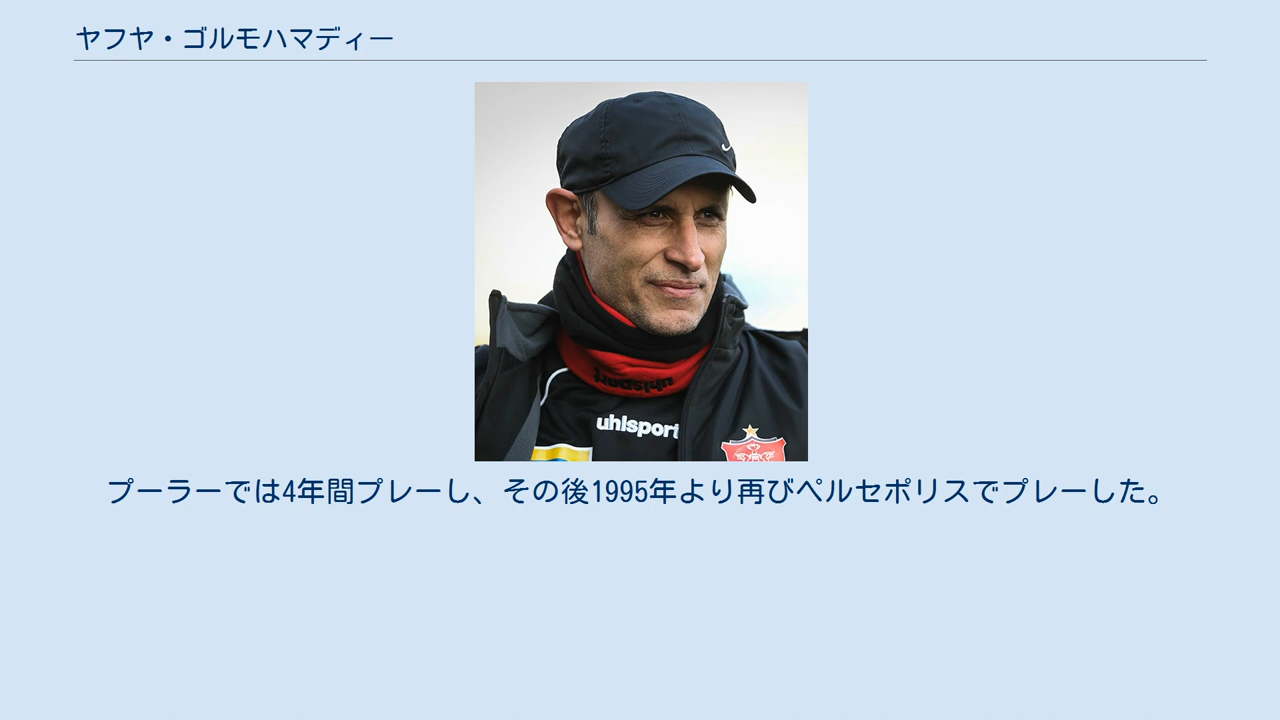 ヤフヤ・ゴルモハマディー
uhlsport
uhlsport
プーラーでは4年間プレーし、その後1995年より再びペルセポリスでプレーした。